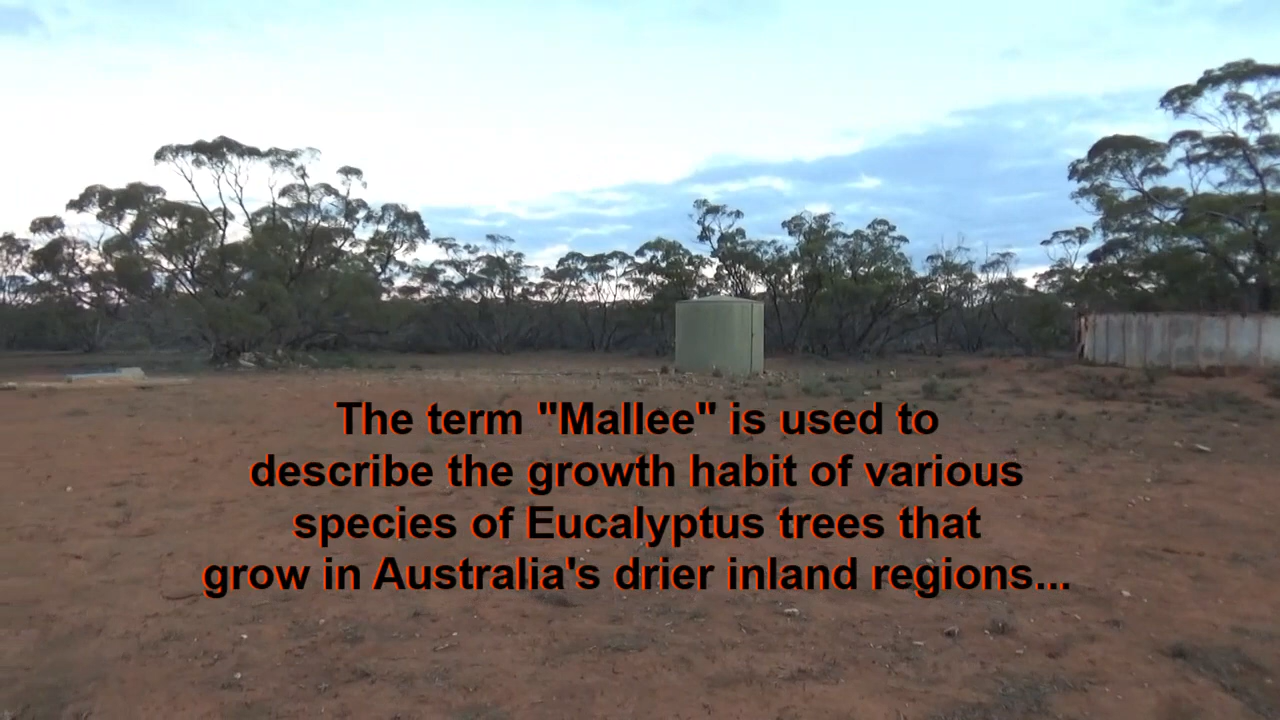 The term "Mallee" is used to
describe the growth habit of various
species of Eucalyptus trees that
grow in Australia's drier inland regions...